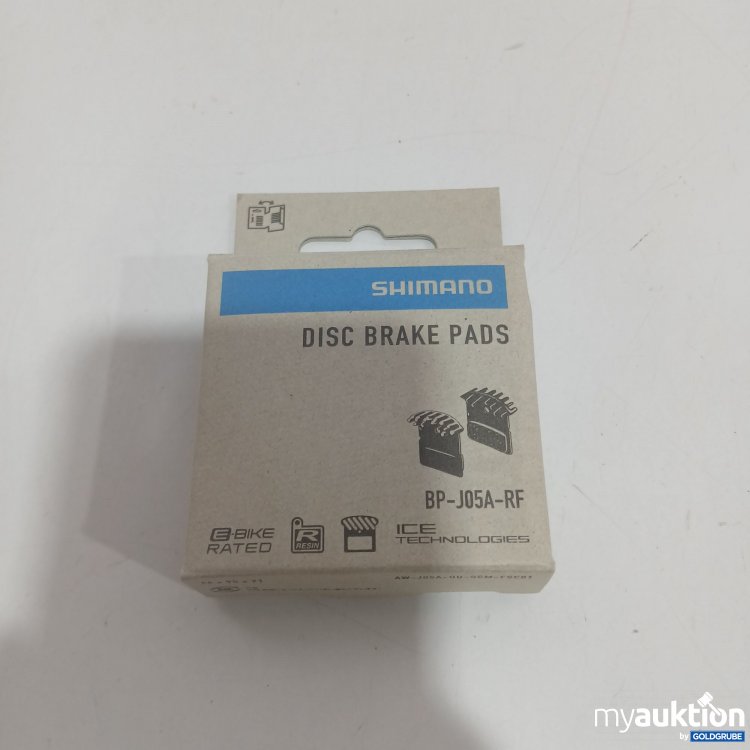 SHIMANO
DISC BRAKE PADS
BP-J05A-RF
E-BIKE RATED
R RESIN
ICE TECHNOLOGIES
myauktion
by GOLDGRUBE